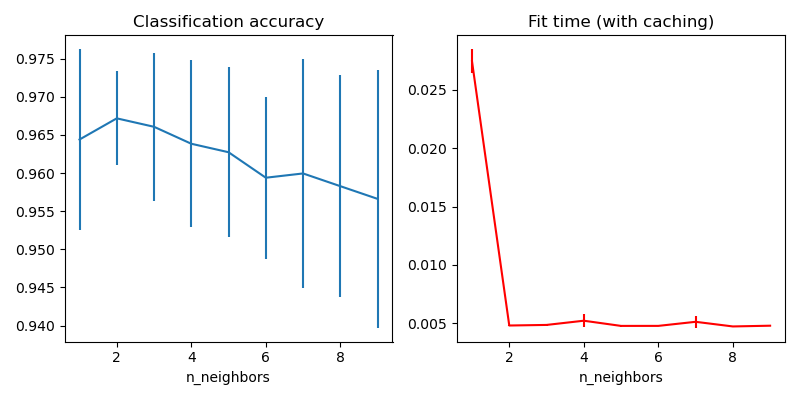 Classification accuracy
0.975
0.970
0.965
0.960
0.955
0.950
0.945
0.940
2 4 6 8
n_neighbors
Fit time (with caching)
0.025
0.020
0.015
0.010
0.005
2 4 6 8
n_neighbors